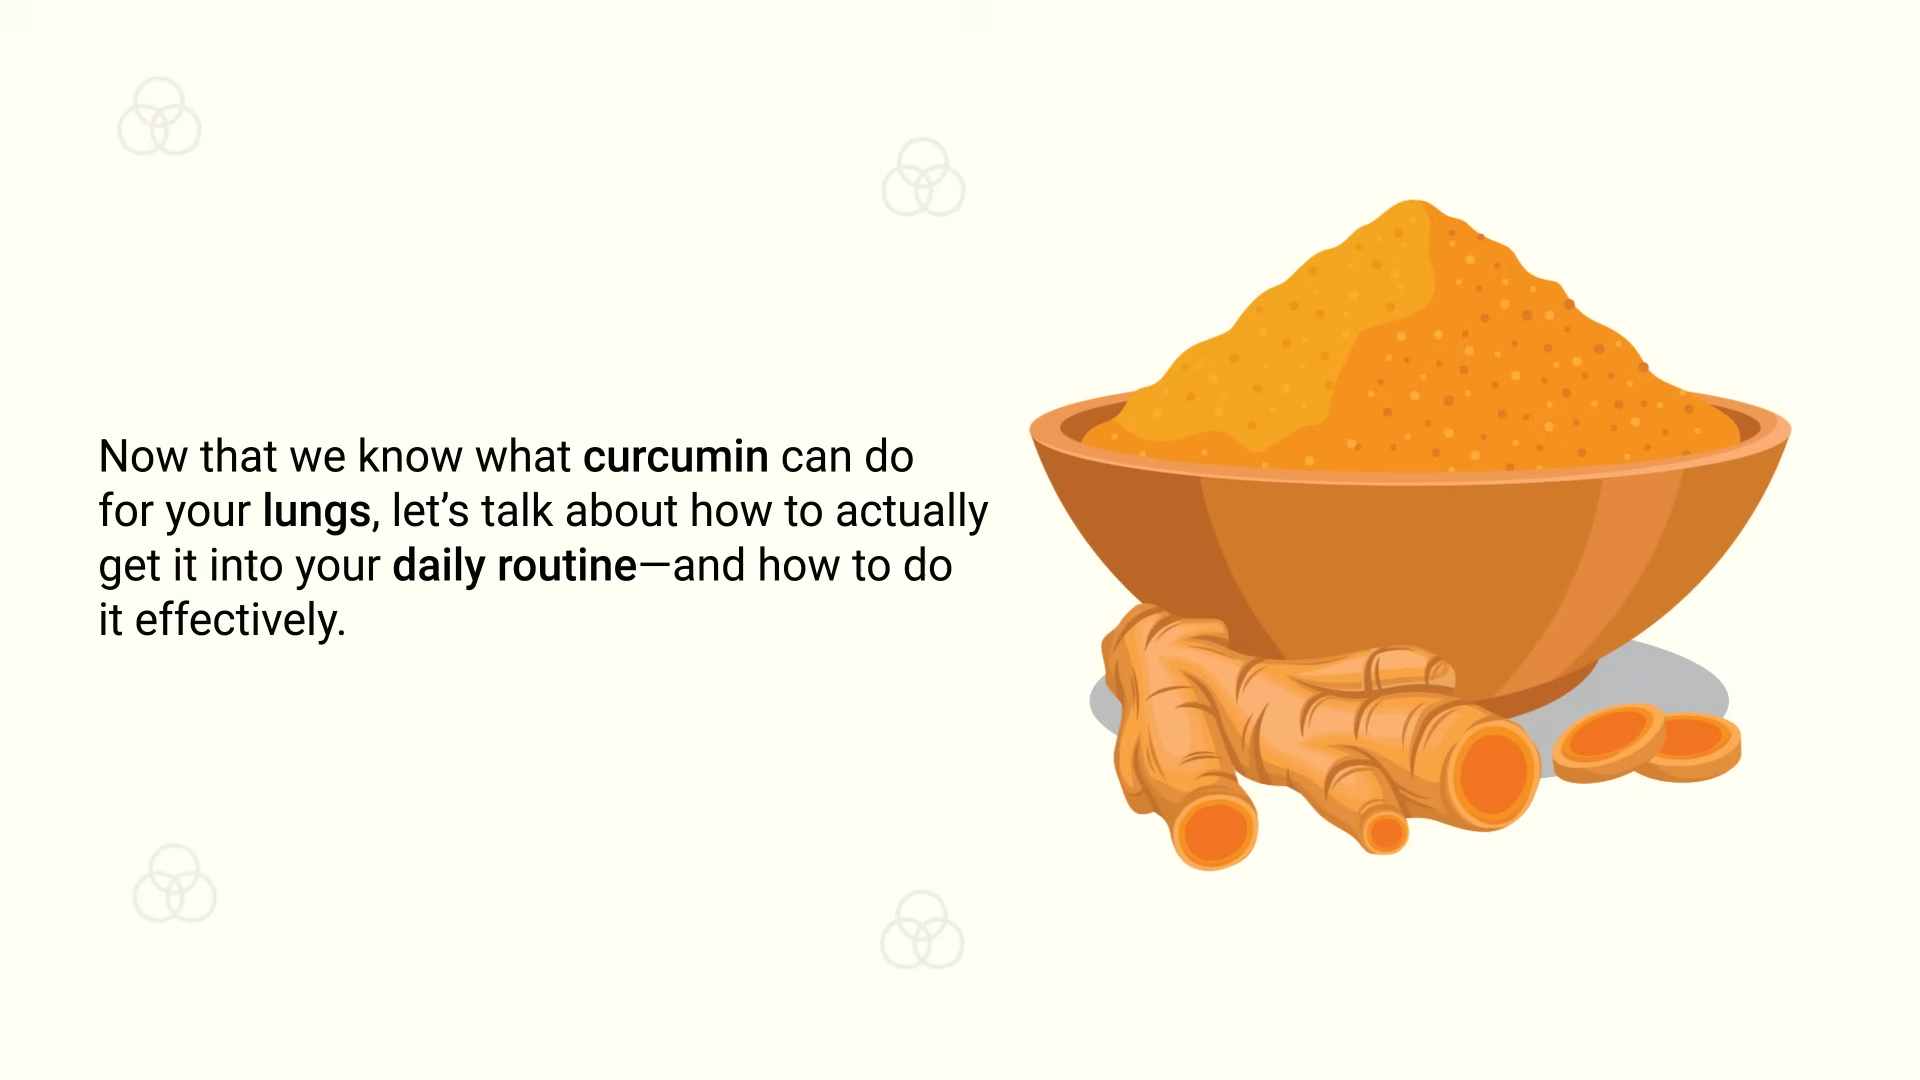 Now that we know what curcumin can do
for your lungs, let’s talk about how to actually
get it into your daily routine—and how to do
it effectively.